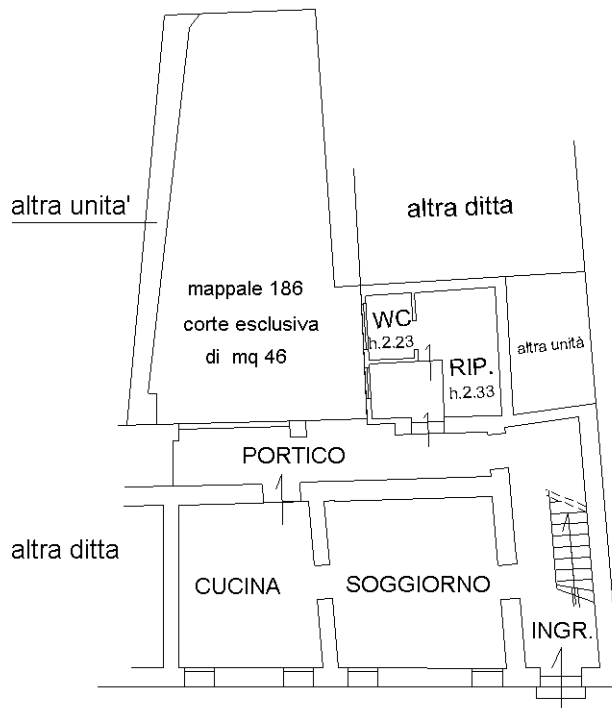 altra unita'
altra ditta
mappale 186
corte esclusiva
di mq 46
WC
h.2.23
RIP.
h.2.33
altra unità
PORTICO
altra ditta
CUCINA
SOGGIORNO
INGR.